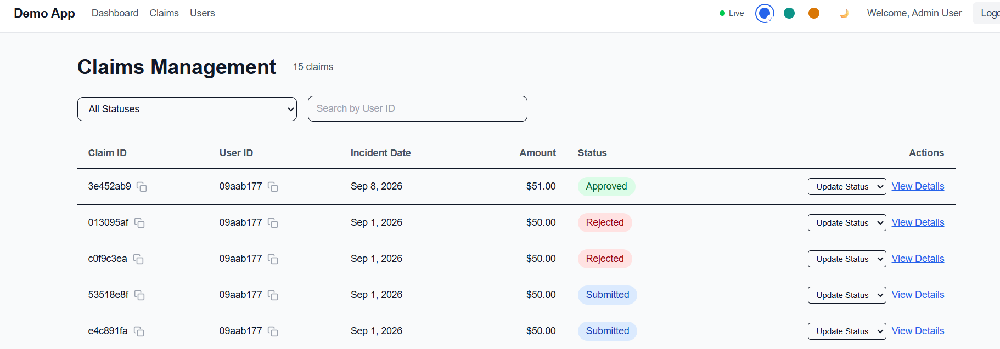 Demo App Dashboard Claims Users Live Welcome, Admin User
Claims Management 15 claims
All Statuses Search by User ID
Claim ID User ID Incident Date Amount Status Actions
3e452ab9 09aab177 Sep 8, 2026 $51.00 Approved Update Status View Details
013095af 09aab177 Sep 1, 2026 $50.00 Rejected Update Status View Details
c0f9c3ea 09aab177 Sep 1, 2026 $50.00 Rejected Update Status View Details
53518e8f 09aab177 Sep 1, 2026 $50.00 Submitted Update Status View Details
e4c891fa 09aab177 Sep 1, 2026 $50.00 Submitted Update Status View Details